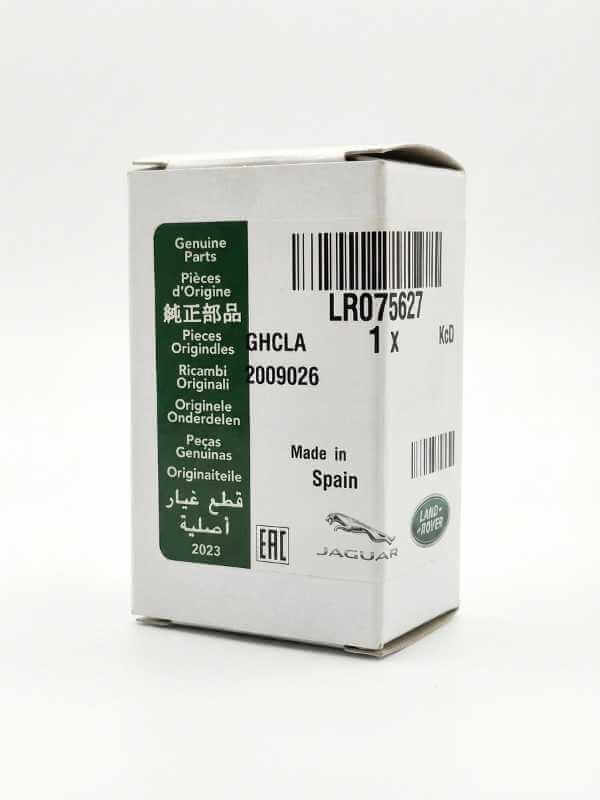 Genuine
Parts
Pièces
d'Origine
純正部品
Pieces
Origindles
Ricambi
Originali
Originele
Onderdelen
Peças
Genuinas
Originaiteile
قطع غيار
أصلية
2023
LR075627
1 x
KcD
GHCLA
2009026
Made in
Spain
EAC
JAGUAR
LAND-
-ROVER